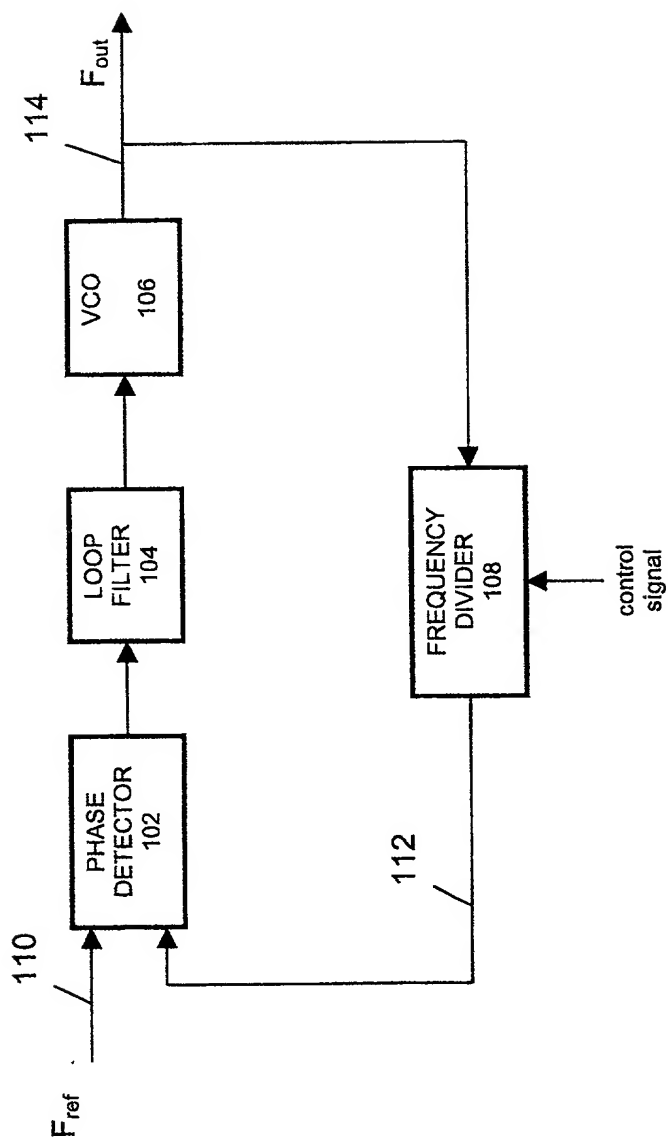 F_ref
110
PHASE
DETECTOR
102
LOOP
FILTER
104
VCO
106
114
F_out
112
FREQUENCY
DIVIDER
108
control
signal